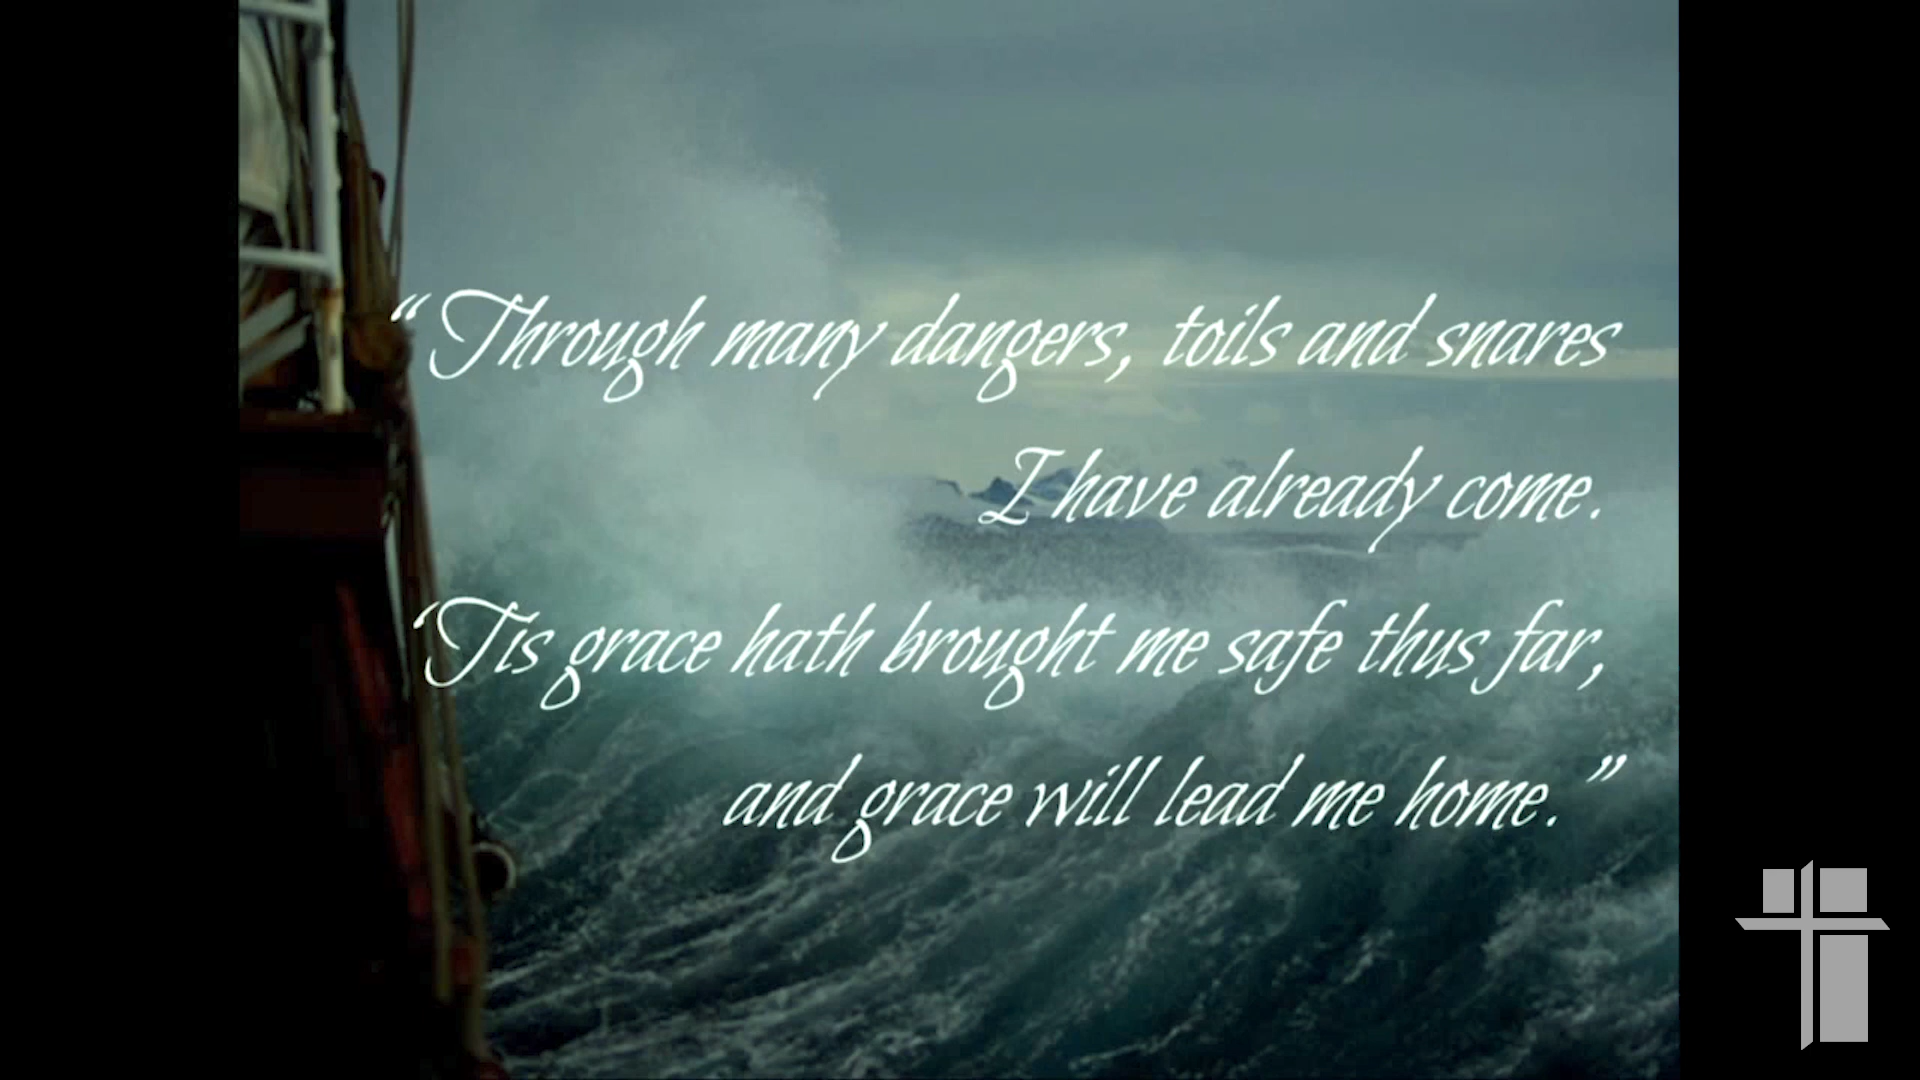 “Through many dangers, toils and snares
I have already come.
‘Tis grace hath brought me safe thus far,
and grace will lead me home.”